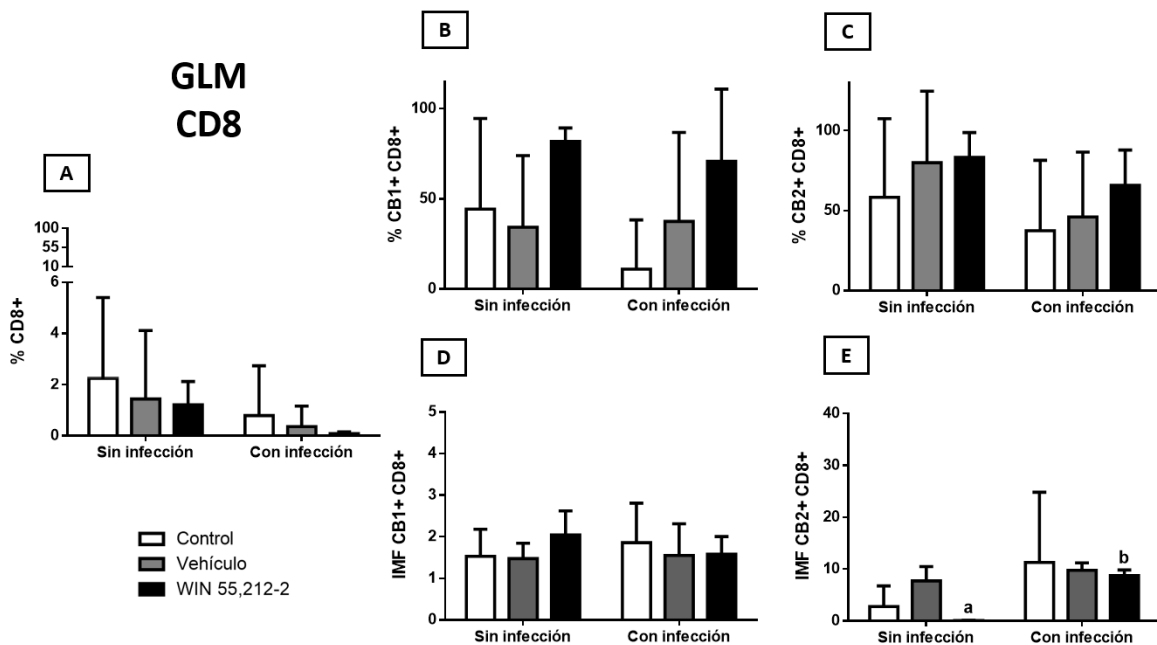 GLM
CD8
A
% CD8+
100
55
10
6
4
2
0
Sin infección
Con infección
Control
Vehículo
WIN 55,212-2
B
% CB1+ CD8+
100
50
0
Sin infección
Con infección
C
% CB2+ CD8+
100
50
0
Sin infección
Con infección
D
IMF CB1+ CD8+
5
4
3
2
1
0
Sin infección
Con infección
E
IMF CB2+ CD8+
40
30
20
10
0
a
b
Sin infección
Con infección